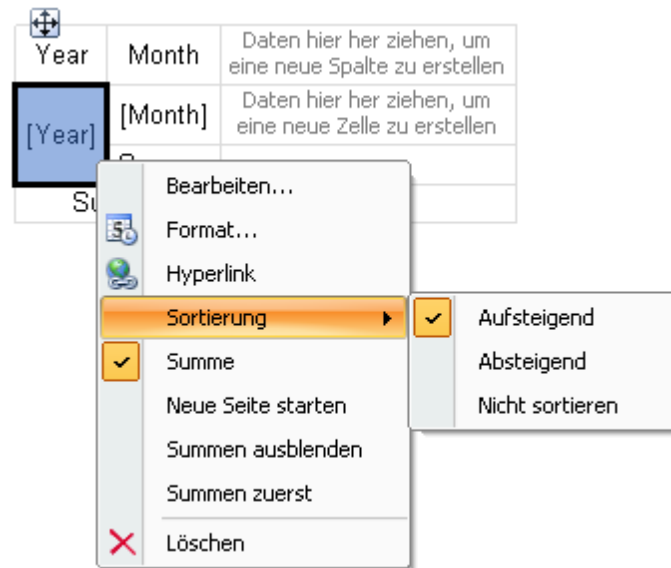 Year
Month
Daten hier her ziehen, um
eine neue Spalte zu erstellen
[Year]
[Month]
Daten hier her ziehen, um
eine neue Zelle zu erstellen
Bearbeiten...
Format...
Hyperlink
Sortierung
Aufsteigend
Summe
Absteigend
Neue Seite starten
Nicht sortieren
Summen ausblenden
Summen zuerst
Löschen